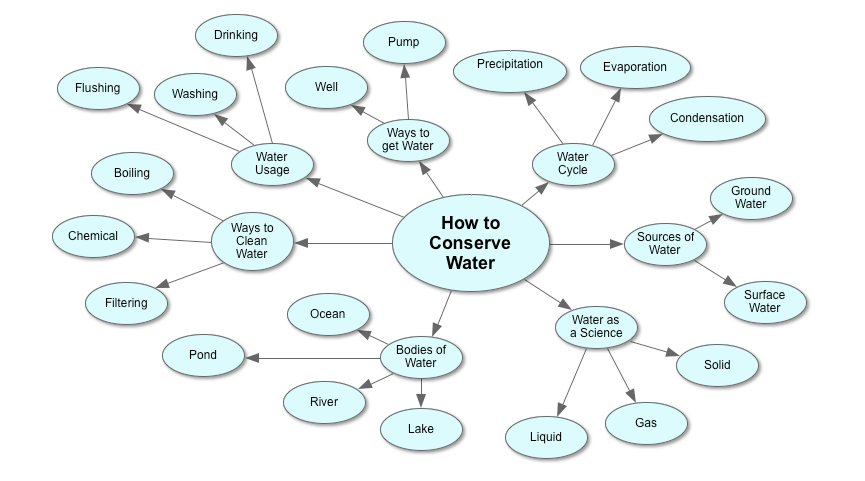 Drinking
Pump
Precipitation
Evaporation
Flushing
Washing
Well
Condensation
Ways to
get Water
Water
Usage
Water
Cycle
Boiling
Ground
Water
Chemical
Ways to
Clean
Water
How to
Conserve
Water
Sources of
Water
Filtering
Surface
Water
Ocean
Water as
a Science
Pond
Bodies of
Water
Solid
River
Lake
Gas
Liquid